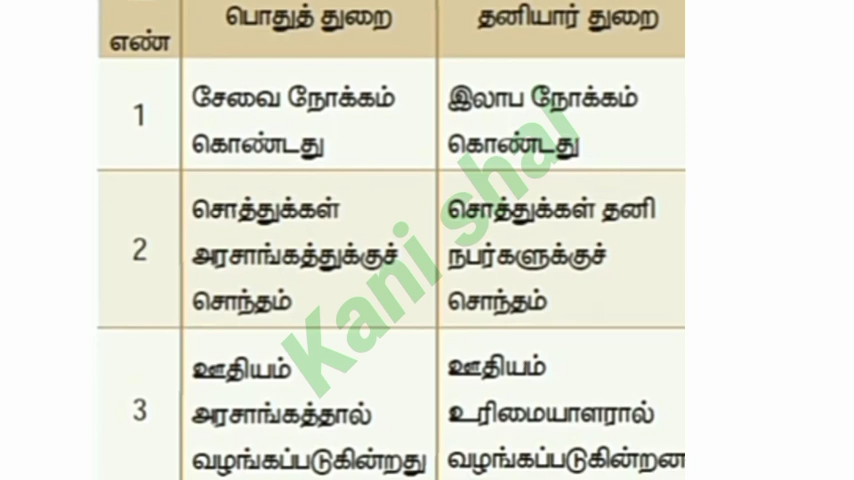 எண்
பொதுத் துறை
தனியார் துறை
1
சேவை நோக்கம்
கொண்டது
இலாப நோக்கம்
கொண்டது
2
சொத்துக்கள்
அரசாங்கத்துக்குச்
சொந்தம்
சொத்துக்கள் தனி
நபர்களுக்குச்
சொந்தம்
3
ஊதியம்
அரசாங்கத்தால்
வழங்கப்படுகின்றது
ஊதியம்
உரிமையாளரால்
வழங்கப்படுகின்றன
Kani shai